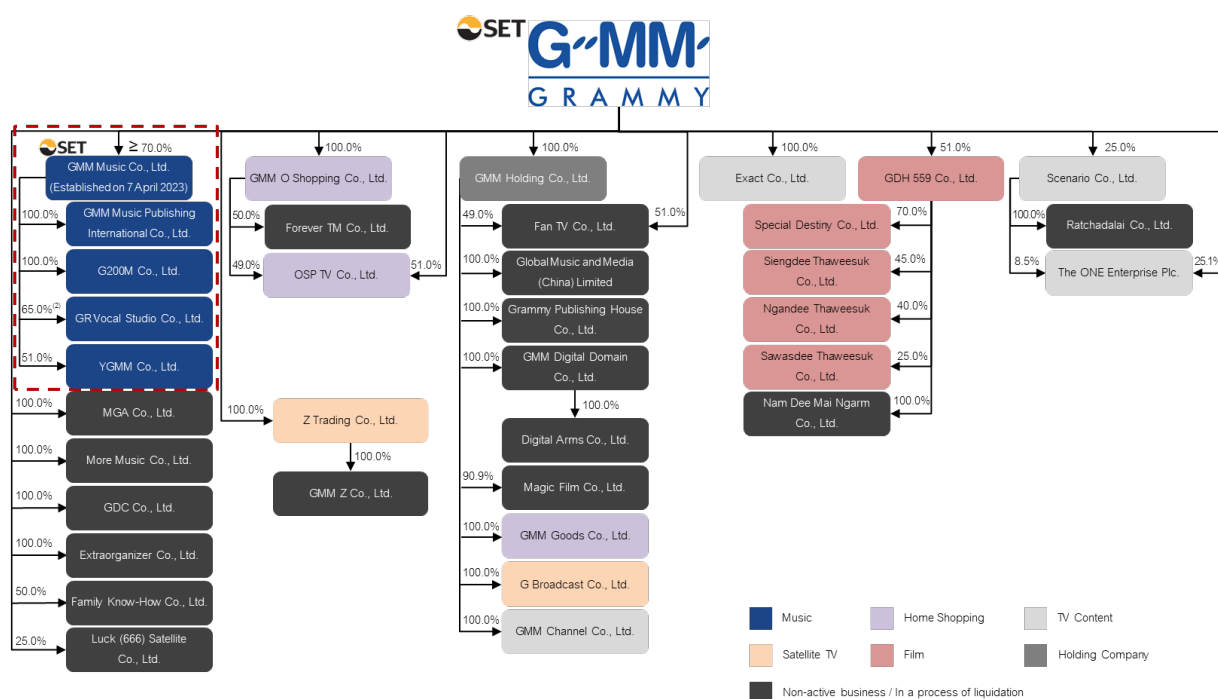 SET
GMM
GRAMMY
SET
≥ 70.0%
GMM Music Co., Ltd.
(Established on 7 April 2023)
100.0%
GMM Music Publishing
International Co., Ltd.
100.0%
G200M Co., Ltd.
65.0%(2)
GR Vocal Studio Co., Ltd.
51.0%
YGMM Co., Ltd.
100.0%
MGA Co., Ltd.
100.0%
More Music Co., Ltd.
100.0%
GDC Co., Ltd.
100.0%
Extraorganizer Co., Ltd.
50.0%
Family Know-How Co., Ltd.
25.0%
Luck (666) Satellite
Co., Ltd.
100.0%
GMM O Shopping Co., Ltd.
50.0%
Forever TM Co., Ltd.
49.0%
OSP TV Co., Ltd.
51.0%
100.0%
Z Trading Co., Ltd.
100.0%
GMM Z Co., Ltd.
100.0%
GMM Holding Co., Ltd.
49.0%
Fan TV Co., Ltd.
51.0%
100.0%
Global Music and Media
(China) Limited
100.0%
Grammy Publishing House
Co., Ltd.
100.0%
GMM Digital Domain
Co., Ltd.
100.0%
Digital Arms Co., Ltd.
90.9%
Magic Film Co., Ltd.
100.0%
GMM Goods Co., Ltd.
100.0%
G Broadcast Co., Ltd.
100.0%
GMM Channel Co., Ltd.
100.0%
Exact Co., Ltd.
51.0%
GDH 559 Co., Ltd.
Special Destiny Co., Ltd.
70.0%
Siengdee Thaweesuk
Co., Ltd.
45.0%
Ngandee Thaweesuk
Co., Ltd.
40.0%
Sawasdee Thaweesuk
Co., Ltd.
25.0%
Nam Dee Mai Ngarm
Co., Ltd.
100.0%
25.0%
Scenario Co., Ltd.
100.0%
Ratchadalai Co., Ltd.
8.5%
The ONE Enterprise Plc.
25.1%
Music
Home Shopping
TV Content
Satellite TV
Film
Holding Company
Non-active business / In a process of liquidation